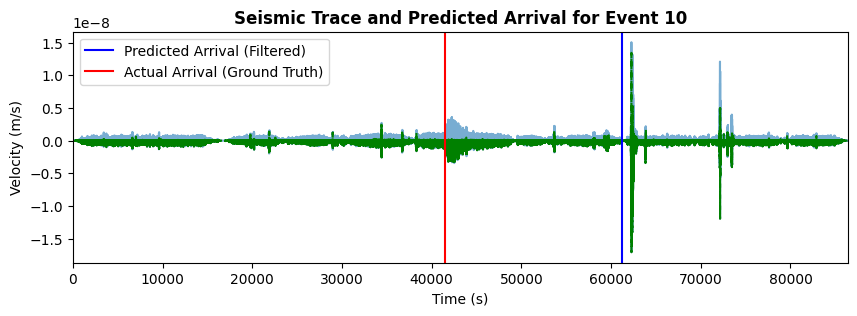 Seismic Trace and Predicted Arrival for Event 10
1e−8
Predicted Arrival (Filtered)
Actual Arrival (Ground Truth)
1.5
1.0
0.5
0.0
−0.5
−1.0
−1.5
Velocity (m/s)
0 10000 20000 30000 40000 50000 60000 70000 80000
Time (s)